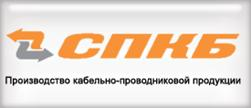 СПКБ
Производство кабельно-проводниковой продукции